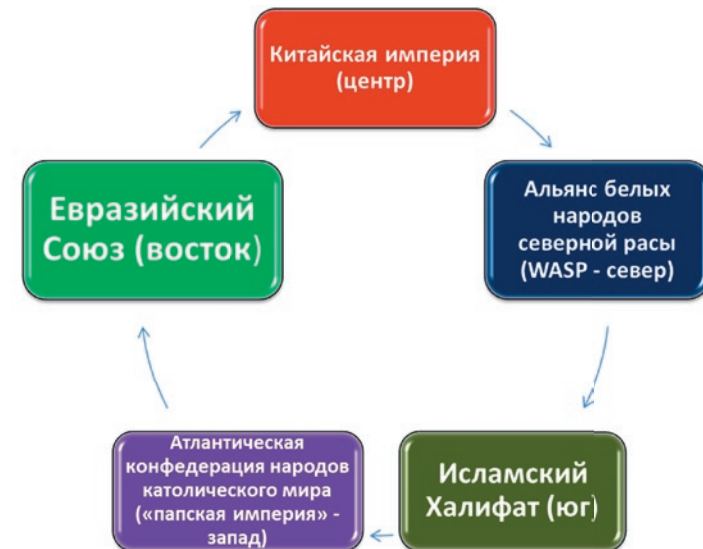 Китайская империя
(центр)
Альянс белых
народов
северной расы
(WASP - север)
Исламский
Халифат (юг)
Атлантическая
конфедерация народов
католического мира
(«папская империя» -
запад)
Евразийский
Союз (восток)